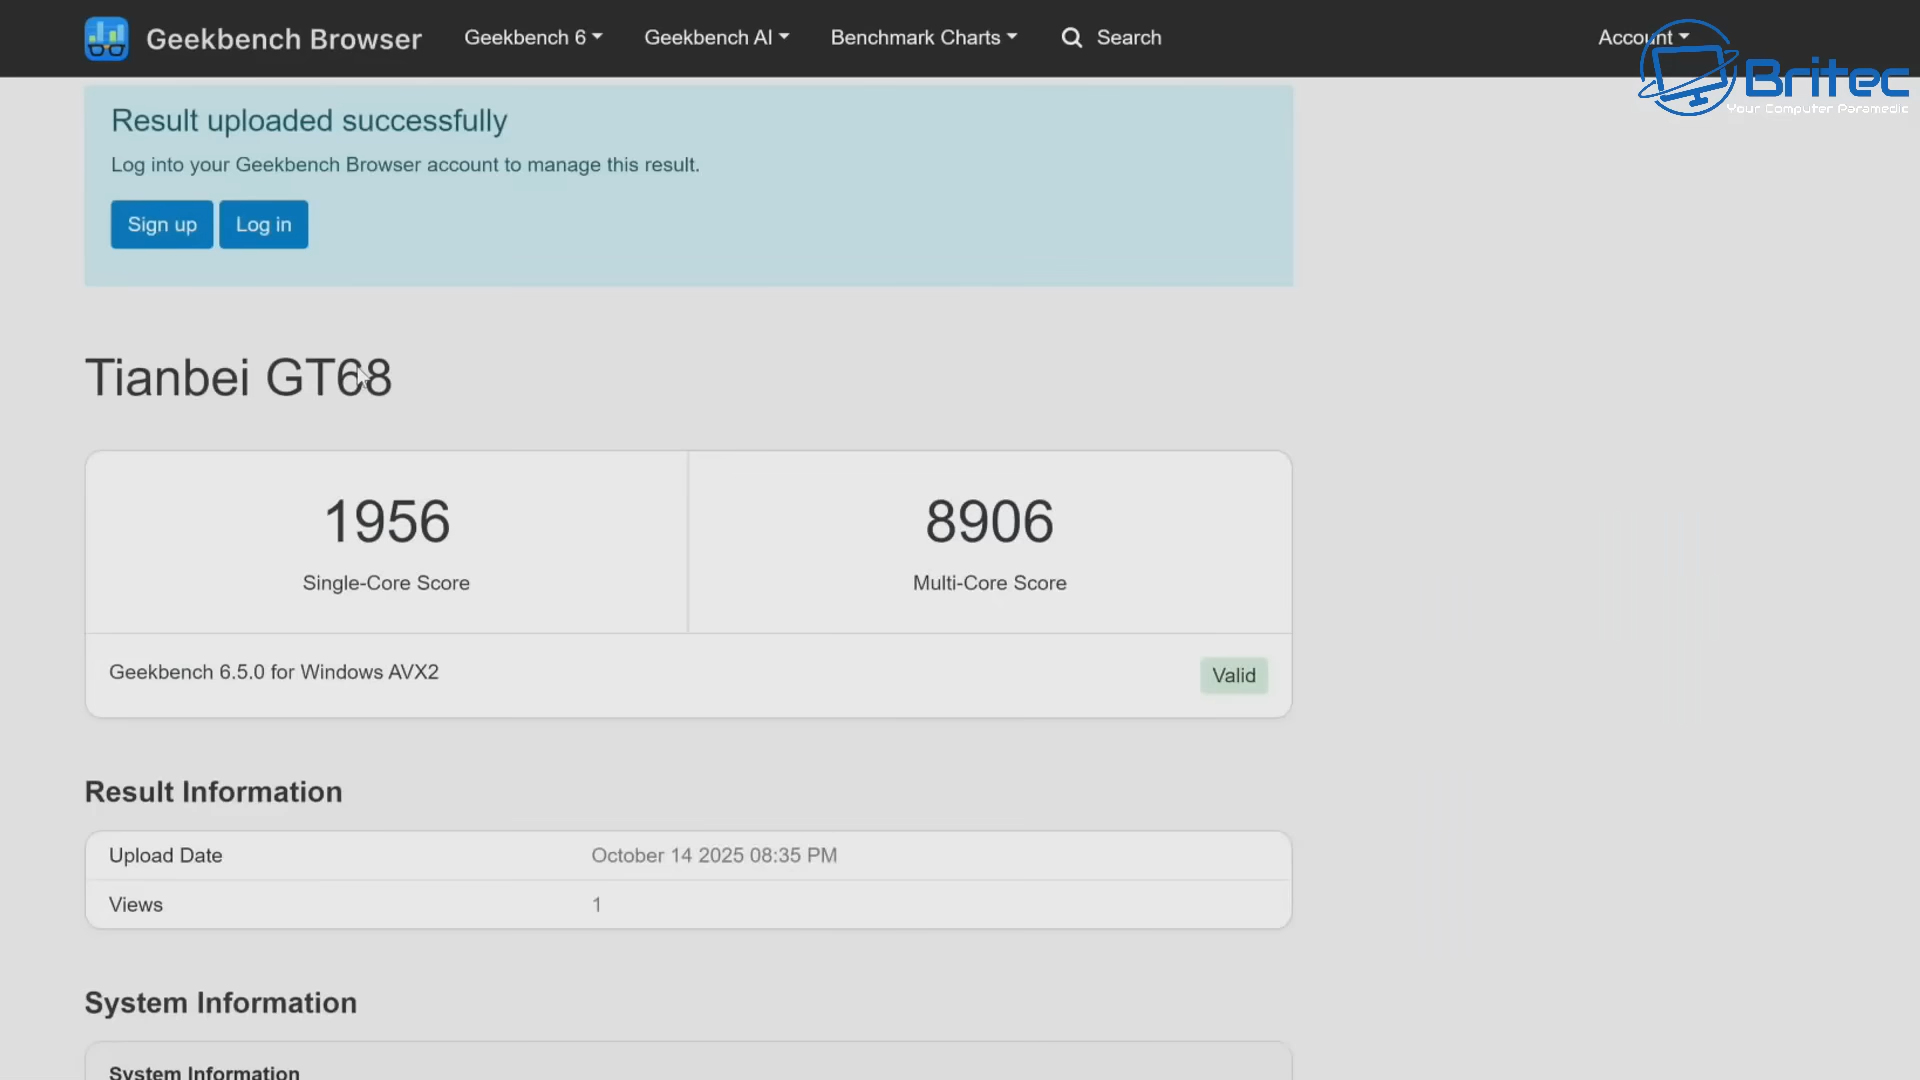 Geekbench Browser Geekbench 6 Geekbench AI Benchmark Charts Search Account
Britec
Your Computer Paramedic
Result uploaded successfully
Log into your Geekbench Browser account to manage this result.
Sign up Log in
Tianbei GT68
1956 8906
Single-Core Score Multi-Core Score
Geekbench 6.5.0 for Windows AVX2 Valid
Result Information
Upload Date October 14 2025 08:35 PM
Views 1
System Information
System Information